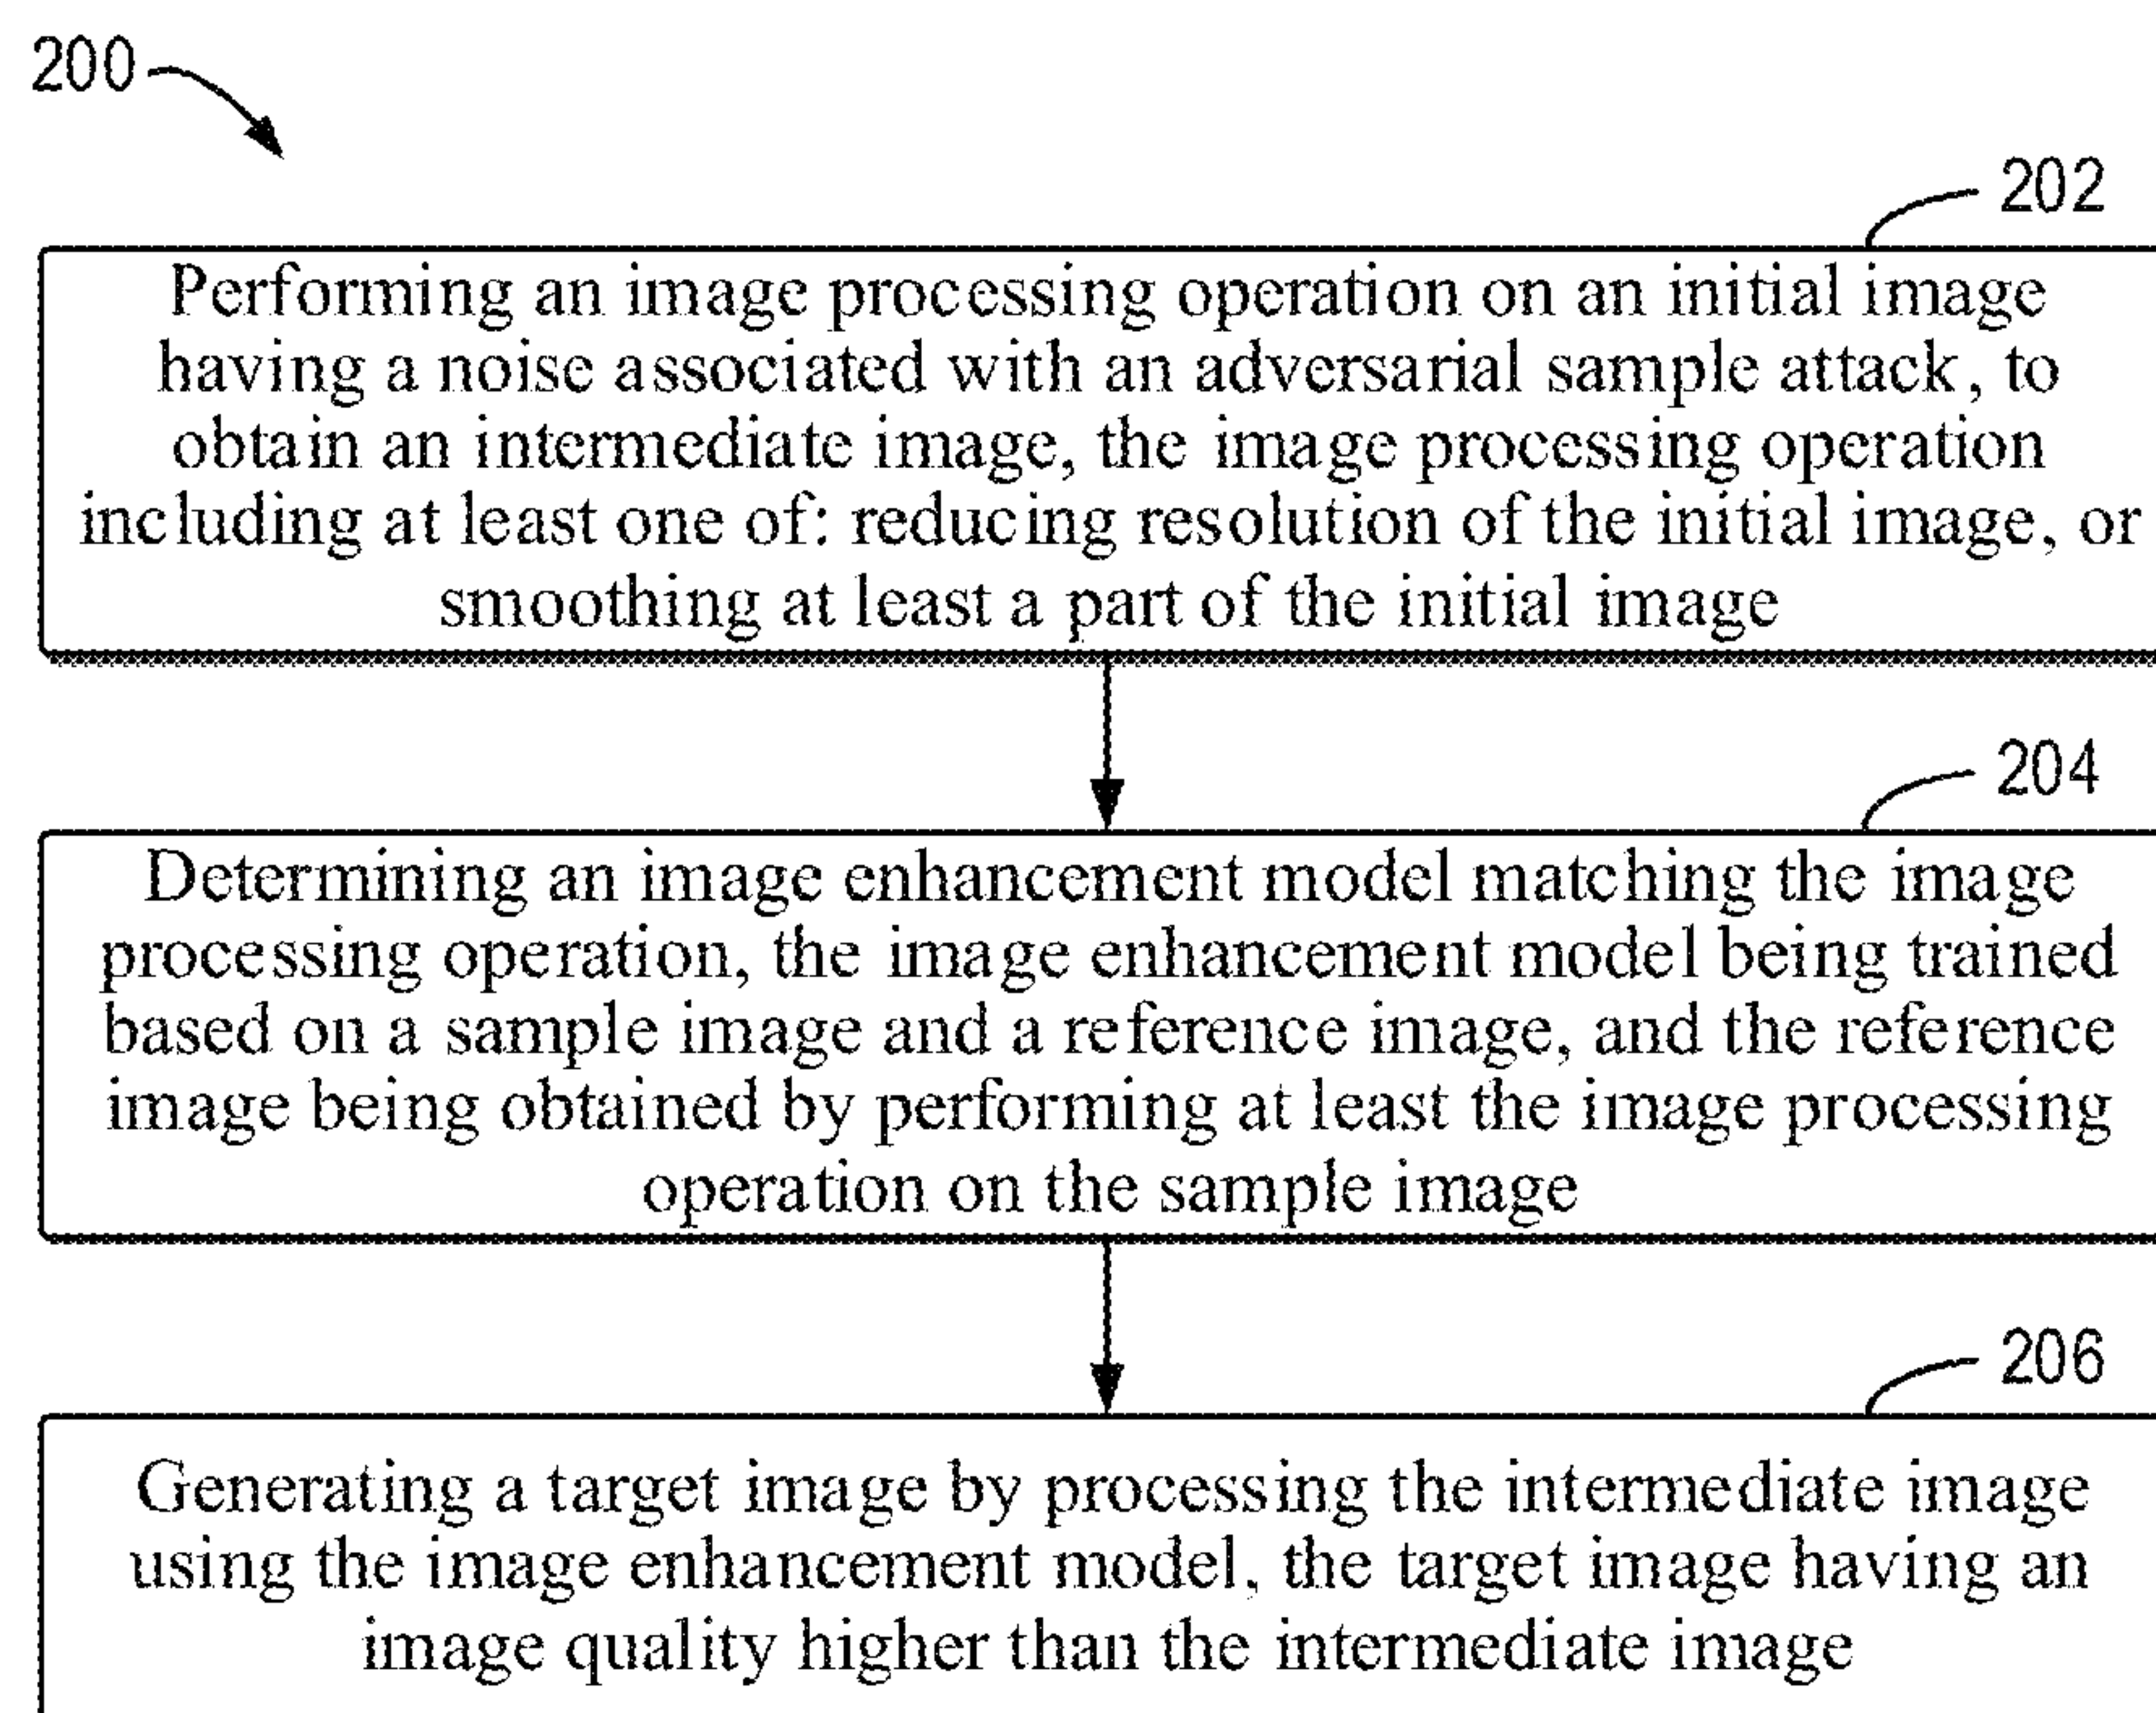 200
202
Performing an image processing operation on an initial image
having a noise associated with an adversarial sample attack, to
obtain an intermediate image, the image processing operation
including at least one of: reducing resolution of the initial image, or
smoothing at least a part of the initial image
204
Determining an image enhancement model matching the image
processing operation, the image enhancement model being trained
based on a sample image and a reference image, and the reference
image being obtained by performing at least the image processing
operation on the sample image
206
Generating a target image by processing the intermediate image
using the image enhancement model, the target image having an
image quality higher than the intermediate image